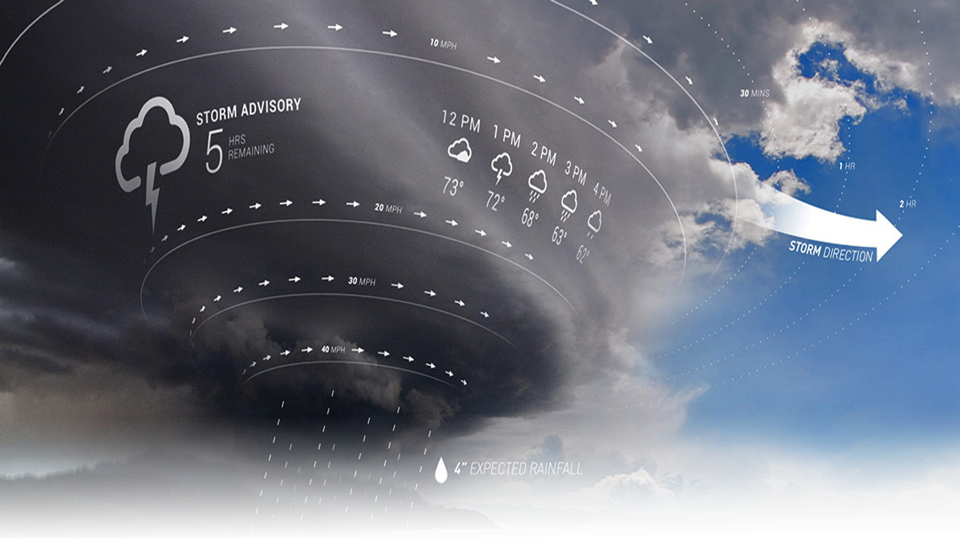 10 MPH
30 MINS
STORM ADVISORY
5 HRS
REMAINING
12 PM 1 PM 2 PM 3 PM 4 PM
73° 72° 68° 63° 62°
1 HR
2 HR
20 MPH
STORM DIRECTION
30 MPH
40 MPH
4" EXPECTED RAINFALL